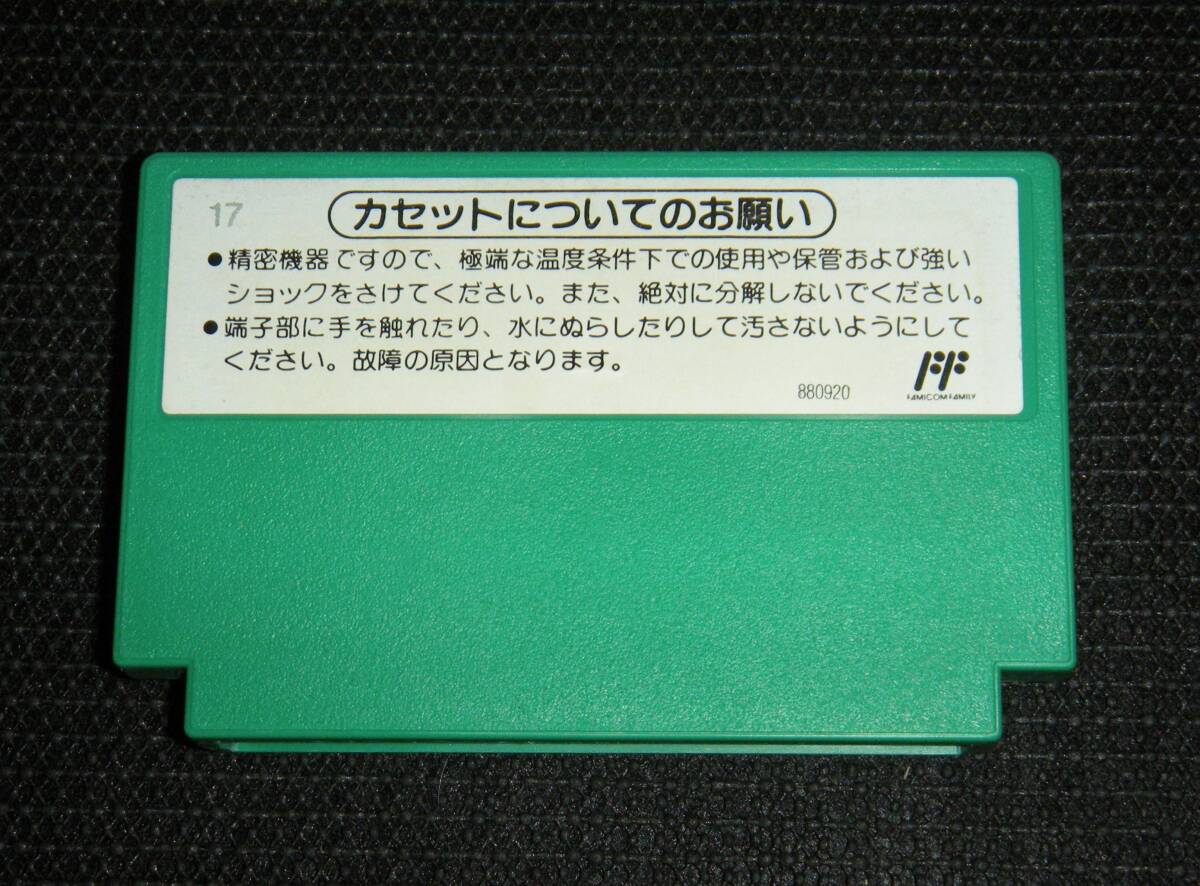 17
カセットについてのお願い
●精密機器ですので、極端な温度条件下での使用や保管および強い
ショックをさけてください。また、絶対に分解しないでください。
●端子部に手を触れたり、水にぬらしたりして汚さないようにして
ください。故障の原因となります。
880920
FF
FAMICOM FAMILY